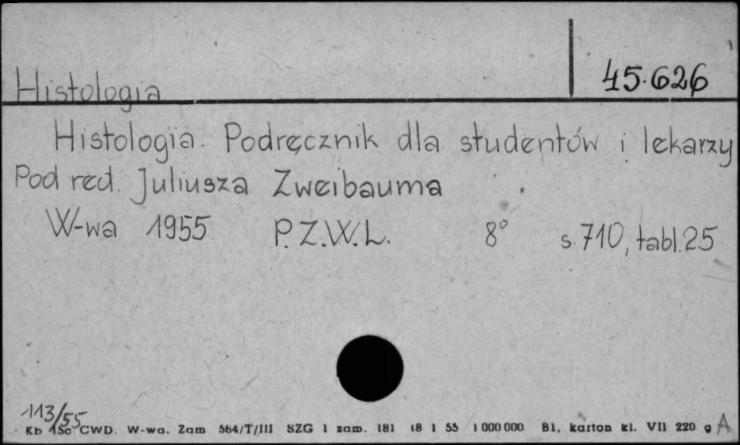 Histologia
45.626
Histologia. Podręcznik dla studentów i lekarzy
Pod red. Juliusza Zweibauma
W-wa 1955 P.Z.W.L. 8° s.710, tabl.25
113/55
Kb 15c CWD. W-wa. Zam 564/T/III SZG 1 zam. 181 18 1 55 1 000 000 B1, karton kl. VII 220 g A